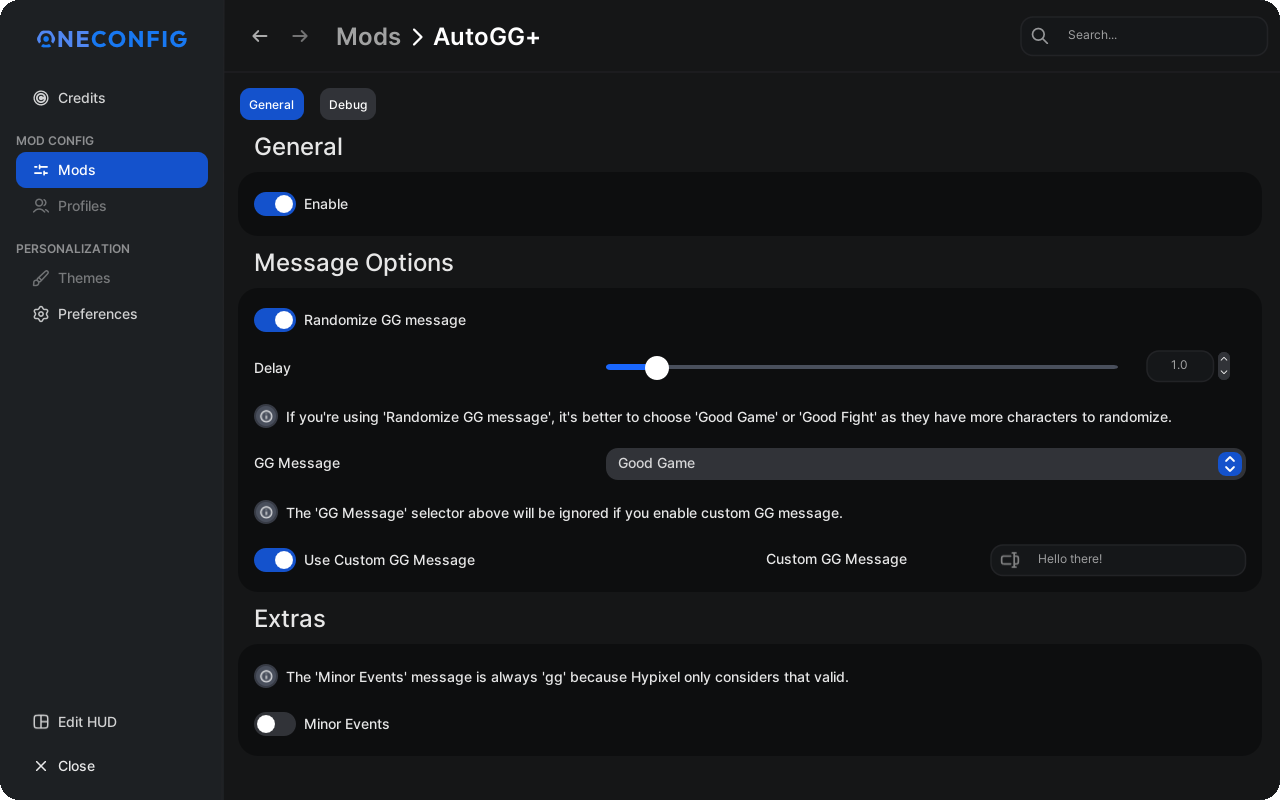 ONECONFIG
Mods > AutoGG+
Search...
Credits
MOD CONFIG
Mods
Profiles
PERSONALIZATION
Themes
Preferences
Edit HUD
Close
General
Debug
General
Enable
Message Options
Randomize GG message
Delay
1.0
If you're using 'Randomize GG message', it's better to choose 'Good Game' or 'Good Fight' as they have more characters to randomize.
GG Message
Good Game
The 'GG Message' selector above will be ignored if you enable custom GG message.
Use Custom GG Message
Custom GG Message
Hello there!
Extras
The 'Minor Events' message is always 'gg' because Hypixel only considers that valid.
Minor Events